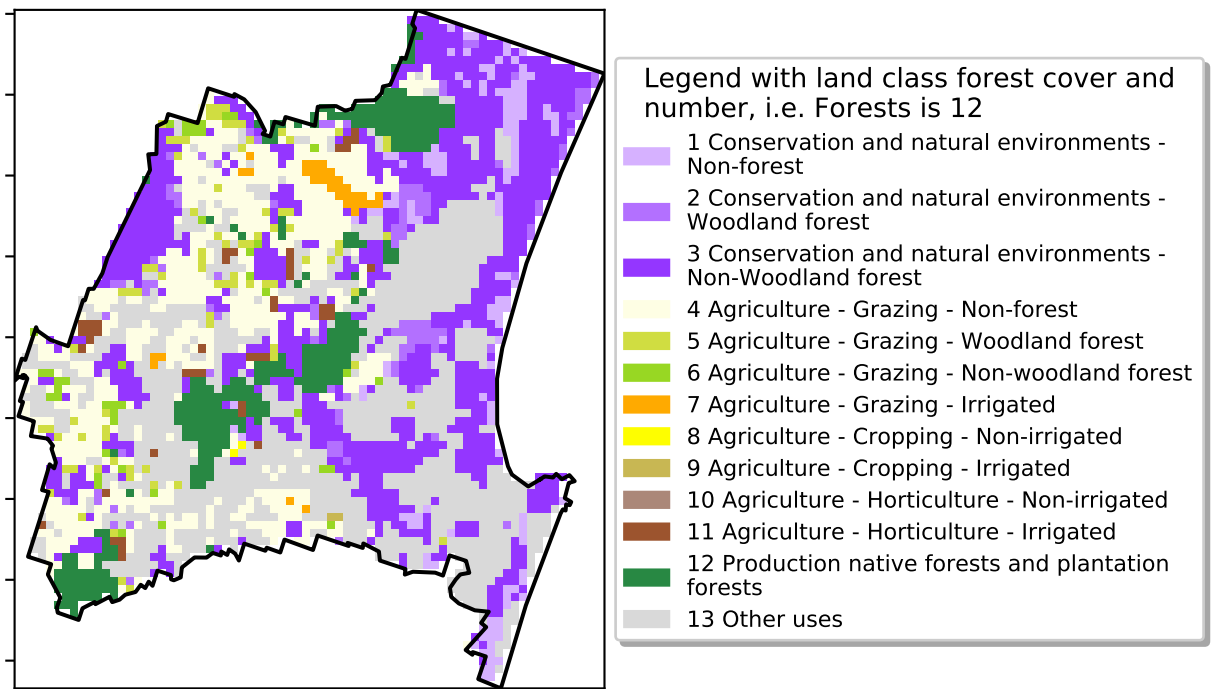 Legend with land class forest cover and
number, i.e. Forests is 12
1 Conservation and natural environments -
Non-forest
2 Conservation and natural environments -
Woodland forest
3 Conservation and natural environments -
Non-Woodland forest
4 Agriculture - Grazing - Non-forest
5 Agriculture - Grazing - Woodland forest
6 Agriculture - Grazing - Non-woodland forest
7 Agriculture - Grazing - Irrigated
8 Agriculture - Cropping - Non-irrigated
9 Agriculture - Cropping - Irrigated
10 Agriculture - Horticulture - Non-irrigated
11 Agriculture - Horticulture - Irrigated
12 Production native forests and plantation
forests
13 Other uses